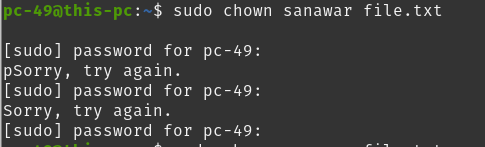 pc-49@this-pc:~$ sudo chown sanawar file.txt
[sudo] password for pc-49:
pSorry, try again.
[sudo] password for pc-49:
Sorry, try again.
[sudo] password for pc-49: